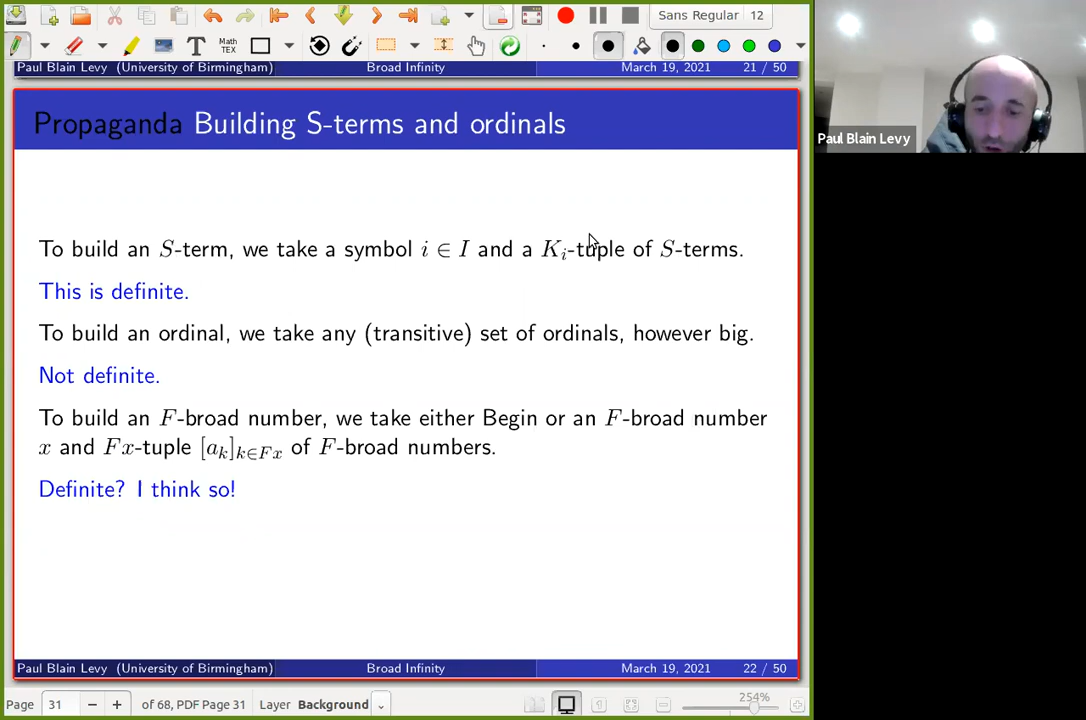 Sans Regular 12
Math
TEX
Paul Blain Levy (University of Birmingham) Broad Infinity March 19, 2021 21 / 50
Paul Blain Levy
Propaganda Building S-terms and ordinals
To build an S-term, we take a symbol i ∈ I and a K_i-tuple of S-terms.
This is definite.
To build an ordinal, we take any (transitive) set of ordinals, however big.
Not definite.
To build an F-broad number, we take either Begin or an F-broad number
x and Fx-tuple [a_k]_{k∈Fx} of F-broad numbers.
Definite? I think so!
Paul Blain Levy (University of Birmingham) Broad Infinity March 19, 2021 22 / 50
Page 31 of 68, PDF Page 31 Layer Background 254%